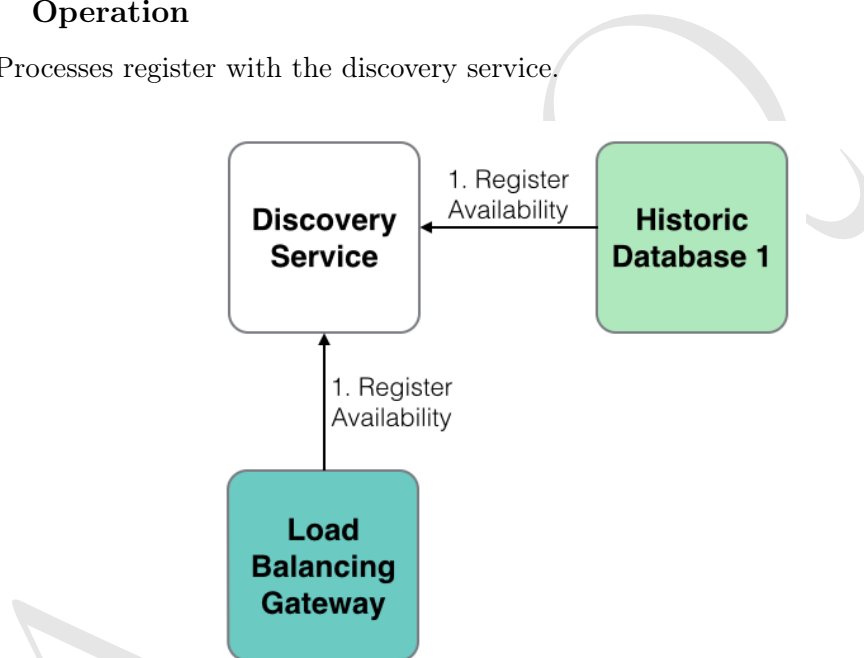 Operation
Processes register with the discovery service.
Discovery
Service
1. Register
Availability
Historic
Database 1
1. Register
Availability
Load
Balancing
Gateway